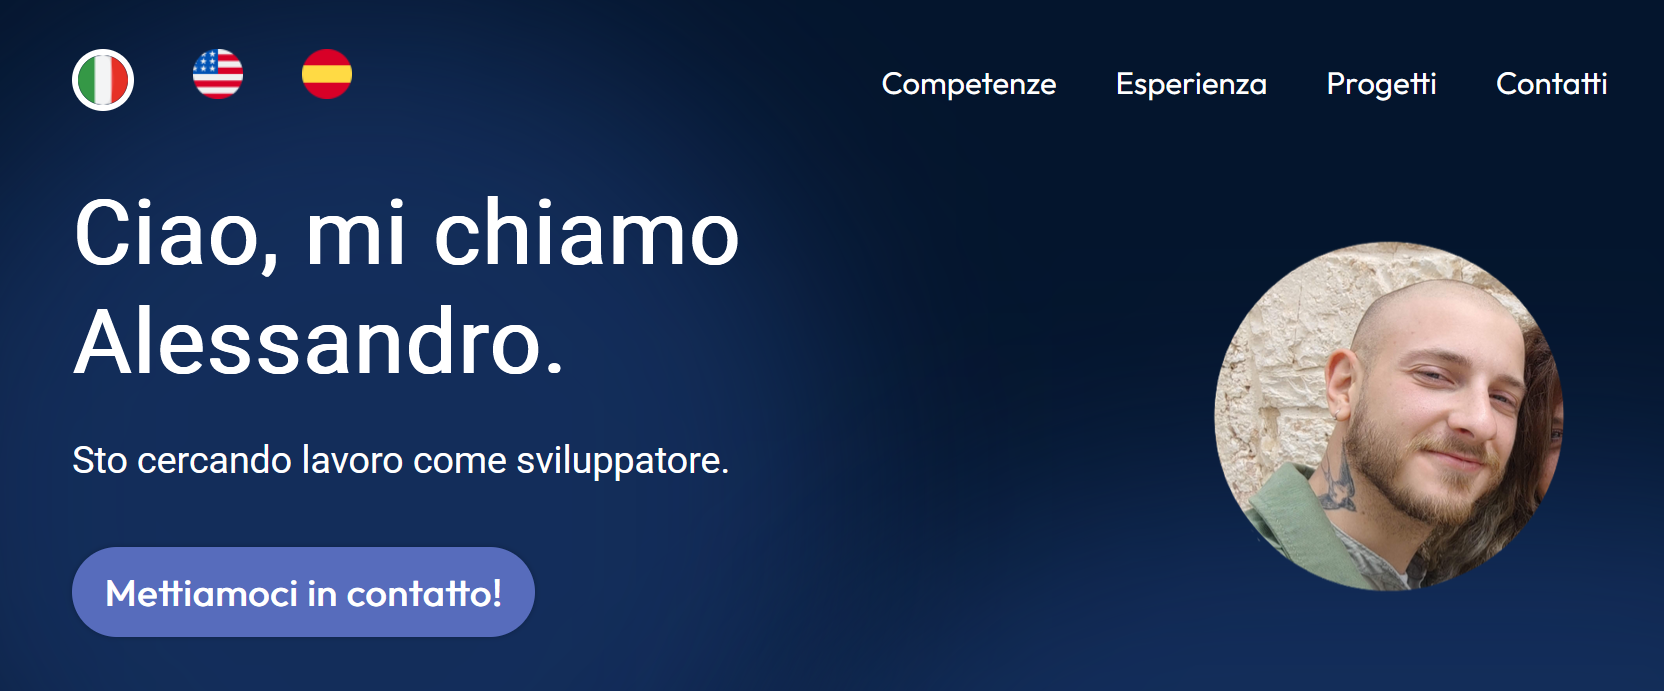 Competenze Esperienza Progetti Contatti
Ciao, mi chiamo
Alessandro.
Sto cercando lavoro come sviluppatore.
Mettiamoci in contatto!